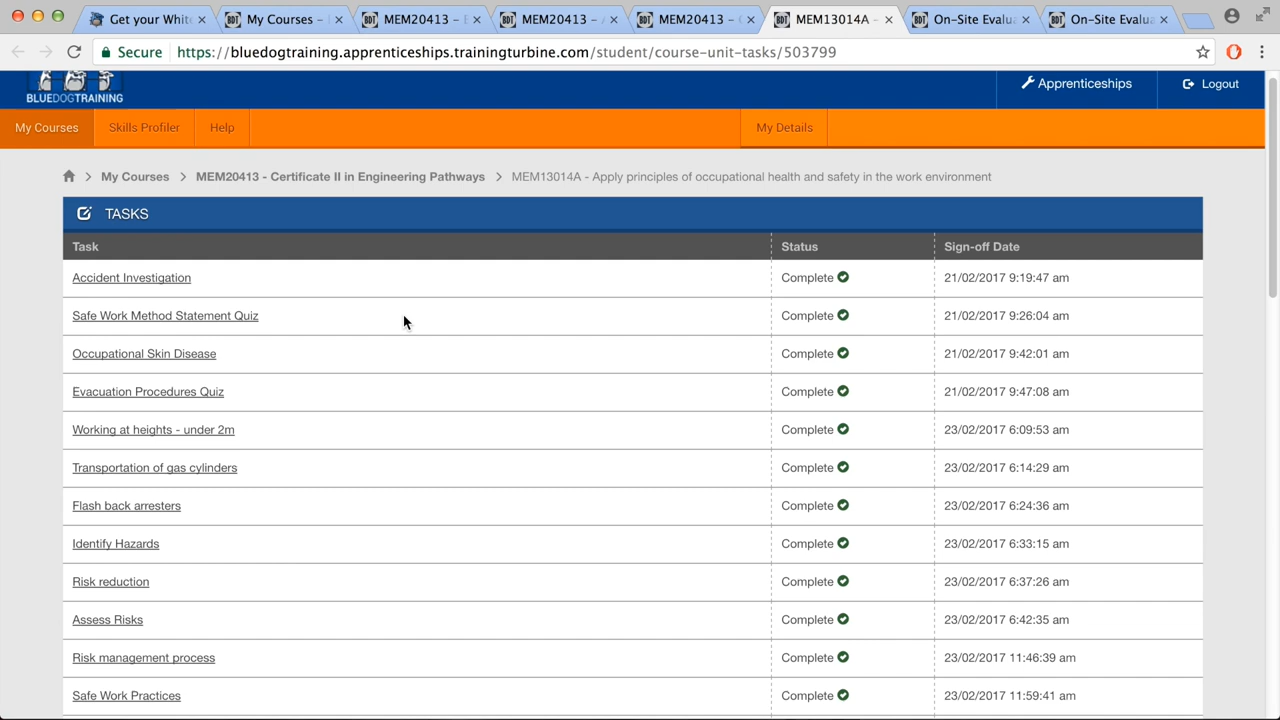 Get your White
My Courses –
MEM20413 – E
MEM20413 – A
MEM20413 – C
MEM13014A –
On-Site Evalua
On-Site Evalua
Secure https://bluedogtraining.apprenticeships.trainingturbine.com/student/course-unit-tasks/503799
BLUEDOGTRAINING
Apprenticeships
Logout
My Courses
Skills Profiler
Help
My Details
My Courses > MEM20413 - Certificate II in Engineering Pathways > MEM13014A - Apply principles of occupational health and safety in the work environment
TASKS
Task Status Sign-off Date
Accident Investigation Complete 21/02/2017 9:19:47 am
Safe Work Method Statement Quiz Complete 21/02/2017 9:26:04 am
Occupational Skin Disease Complete 21/02/2017 9:42:01 am
Evacuation Procedures Quiz Complete 21/02/2017 9:47:08 am
Working at heights - under 2m Complete 23/02/2017 6:09:53 am
Transportation of gas cylinders Complete 23/02/2017 6:14:29 am
Flash back arresters Complete 23/02/2017 6:24:36 am
Identify Hazards Complete 23/02/2017 6:33:15 am
Risk reduction Complete 23/02/2017 6:37:26 am
Assess Risks Complete 23/02/2017 6:42:35 am
Risk management process Complete 23/02/2017 11:46:39 am
Safe Work Practices Complete 23/02/2017 11:59:41 am